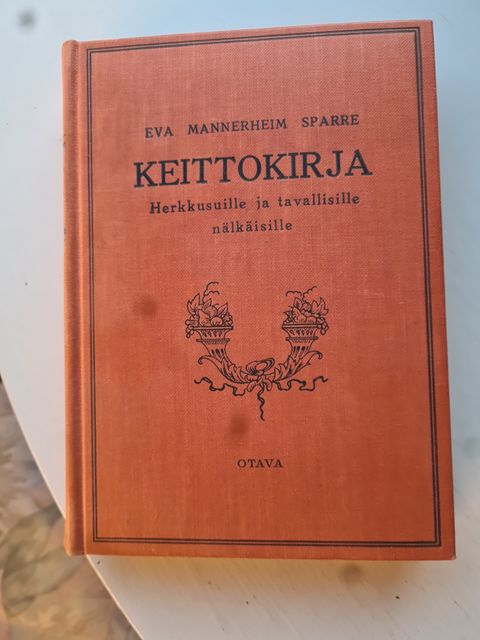 EVA MANNERHEIM SPARRE
KEITTOKIRJA
Herkkusuille ja tavallisille
nälkäisille
OTAVA